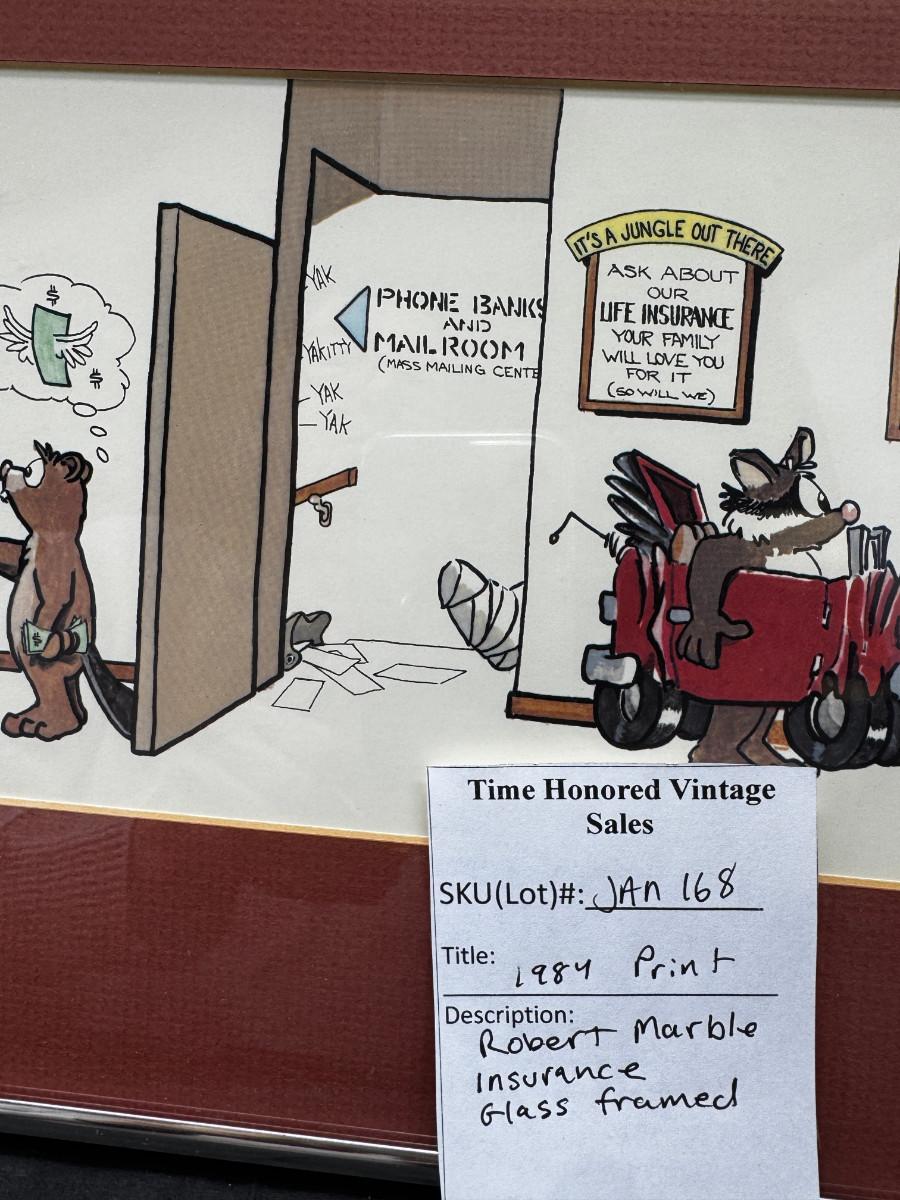 $
$
YAK
YAKITTY
YAK
YAK
PHONE BANKS
AND
MAILROOM
(MASS MAILING CENTE
IT'S A JUNGLE OUT THERE
ASK ABOUT
OUR
LIFE INSURANCE
YOUR FAMILY
WILL LOVE YOU
FOR IT
(SO WILL WE)
$
Time Honored Vintage
Sales
SKU(Lot)#: JAN 168
Title: 1984 Print
Description:
Robert Marble
Insurance
Glass framed